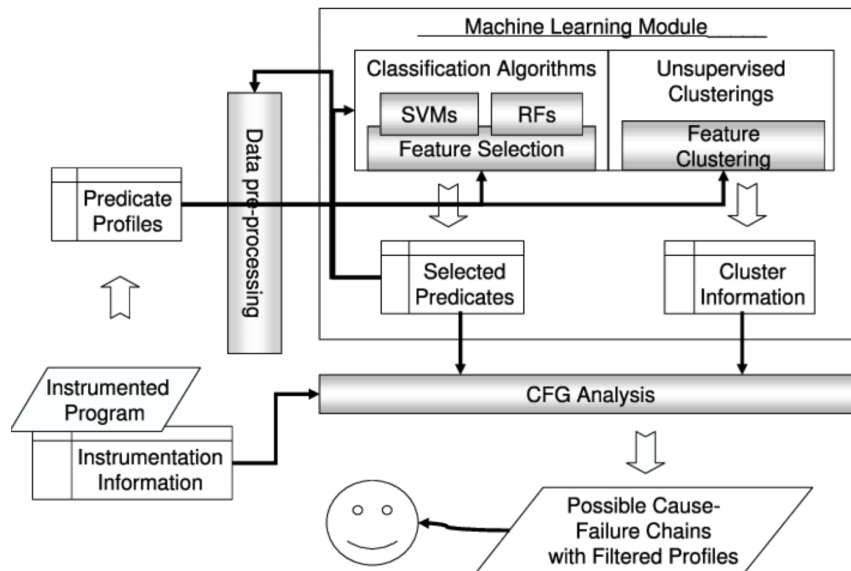 Machine Learning Module
Classification Algorithms
Unsupervised
Clusterings
SVMs
RFs
Feature Selection
Feature
Clustering
Data pre-processing
Predicate
Profiles
Selected
Predicates
Cluster
Information
Instrumented
Program
CFG Analysis
Instrumentation
Information
Possible Cause-
Failure Chains
with Filtered Profiles